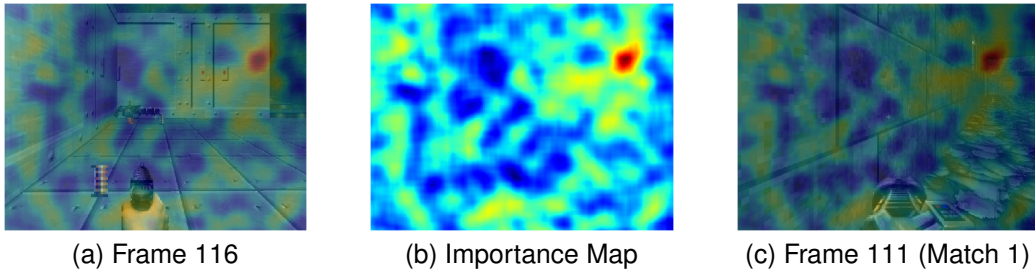 (a) Frame 116
(b) Importance Map
(c) Frame 111 (Match 1)